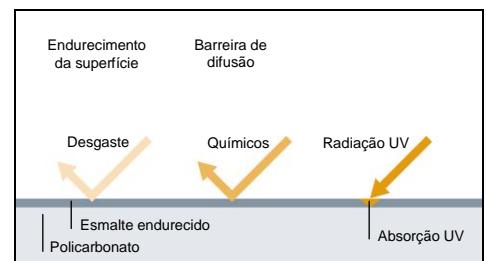 Endurecimento
da superfície
Barreira de
difusão
Desgaste
Químicos
Radiação UV
Esmalte endurecido
Policarbonato
Absorção UV